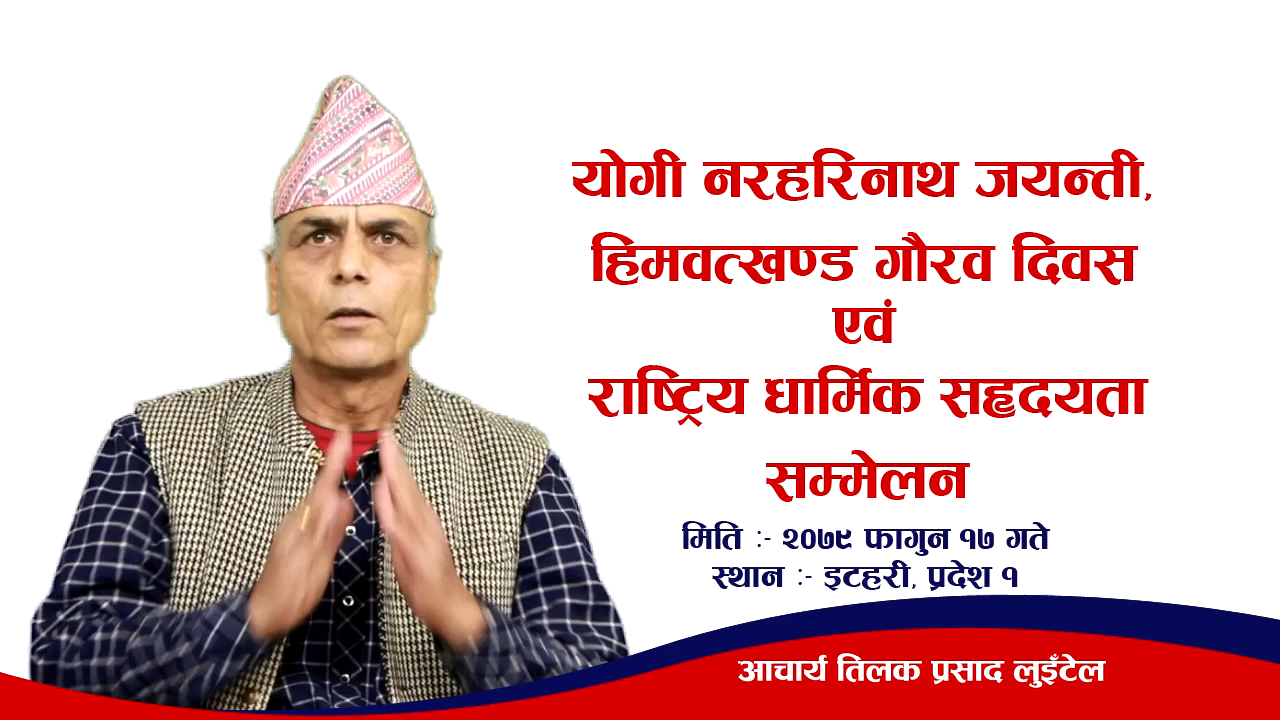 योगी नरहरिनाथ जयन्ती,
हिमवत्खण्ड गौरव दिवस
एवं
राष्ट्रिय धार्मिक सहृदयता
सम्मेलन
मिति :- २०७९ फागुन १७ गते
स्थान :- इटहरी, प्रदेश १
आचार्य तिलक प्रसाद लुइँटेल